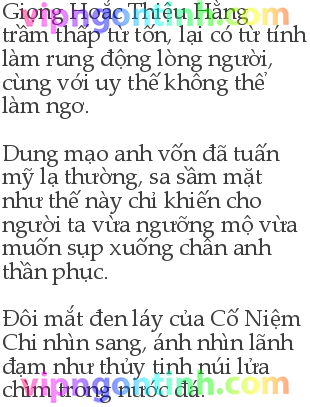 Giọng Hoắc Thiệu Hằng
trầm thấp từ tốn, lại có từ tính
làm rung động lòng người,
cùng với uy thế không thể
làm ngơ.

Dung mạo anh vốn đã tuấn
mỹ lạ thường, sa sầm mặt
như thế này chỉ khiến cho
người ta vừa ngưỡng mộ vừa
muốn sụp xuống chân anh
thần phục.

Đôi mắt đen láy của Cố Niệm
Chi nhìn sang, ánh nhìn lãnh
đạm như thủy tinh núi lửa
chìm trong nước đá.
vipngontinh.com
vipngontinh.com